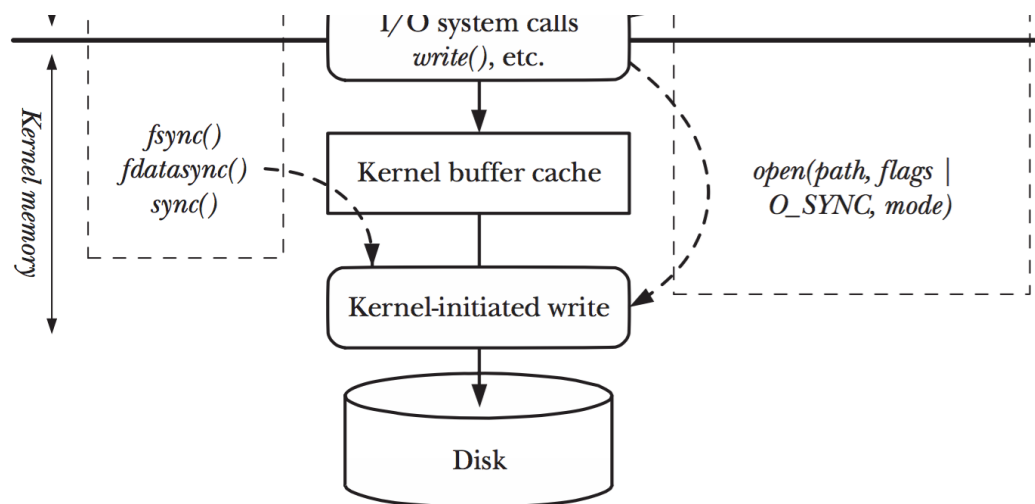 I/O system calls
write(), etc.
Kernel memory
fsync()
fdatasync()
sync()
Kernel buffer cache
open(path, flags |
O_SYNC, mode)
Kernel-initiated write
Disk